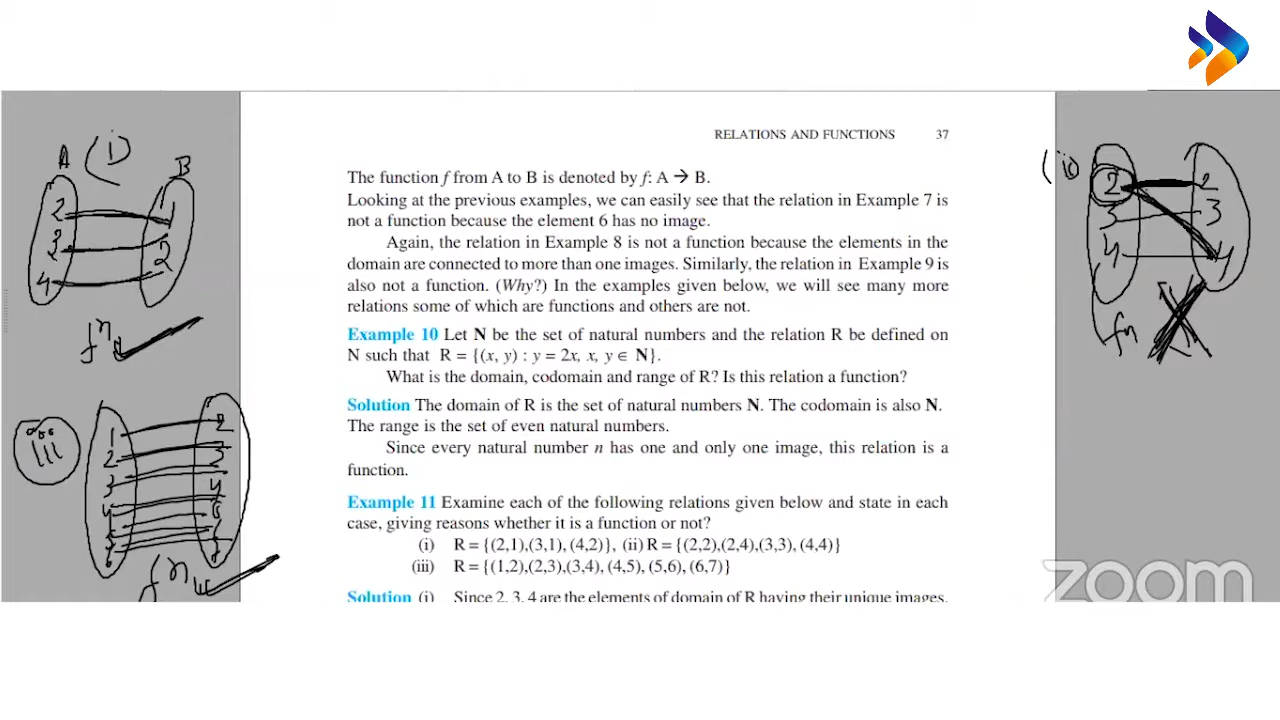 RELATIONS AND FUNCTIONS 37
The function f from A to B is denoted by f: A → B.
Looking at the previous examples, we can easily see that the relation in Example 7 is
not a function because the element 6 has no image.
Again, the relation in Example 8 is not a function because the elements in the
domain are connected to more than one images. Similarly, the relation in Example 9 is
also not a function. (Why?) In the examples given below, we will see many more
relations some of which are functions and others are not.
Example 10 Let N be the set of natural numbers and the relation R be defined on
N such that R = {(x, y) : y = 2x, x, y ∈ N}.
What is the domain, codomain and range of R? Is this relation a function?
Solution The domain of R is the set of natural numbers N. The codomain is also N.
The range is the set of even natural numbers.
Since every natural number n has one and only one image, this relation is a
function.
Example 11 Examine each of the following relations given below and state in each
case, giving reasons whether it is a function or not?
(i) R = {(2,1),(3,1), (4,2)}, (ii) R = {(2,2),(2,4),(3,3), (4,4)}
(iii) R = {(1,2),(2,3),(3,4), (4,5), (5,6), (6,7)}
Solution (i) Since 2, 3, 4 are the elements of domain of R having their unique images,
A (i) B
2 1
3 2
4
fn
iii
1 2
2 3
3 4
4
fn
(ii)
2 2
3 3
4 4
fn
zoom